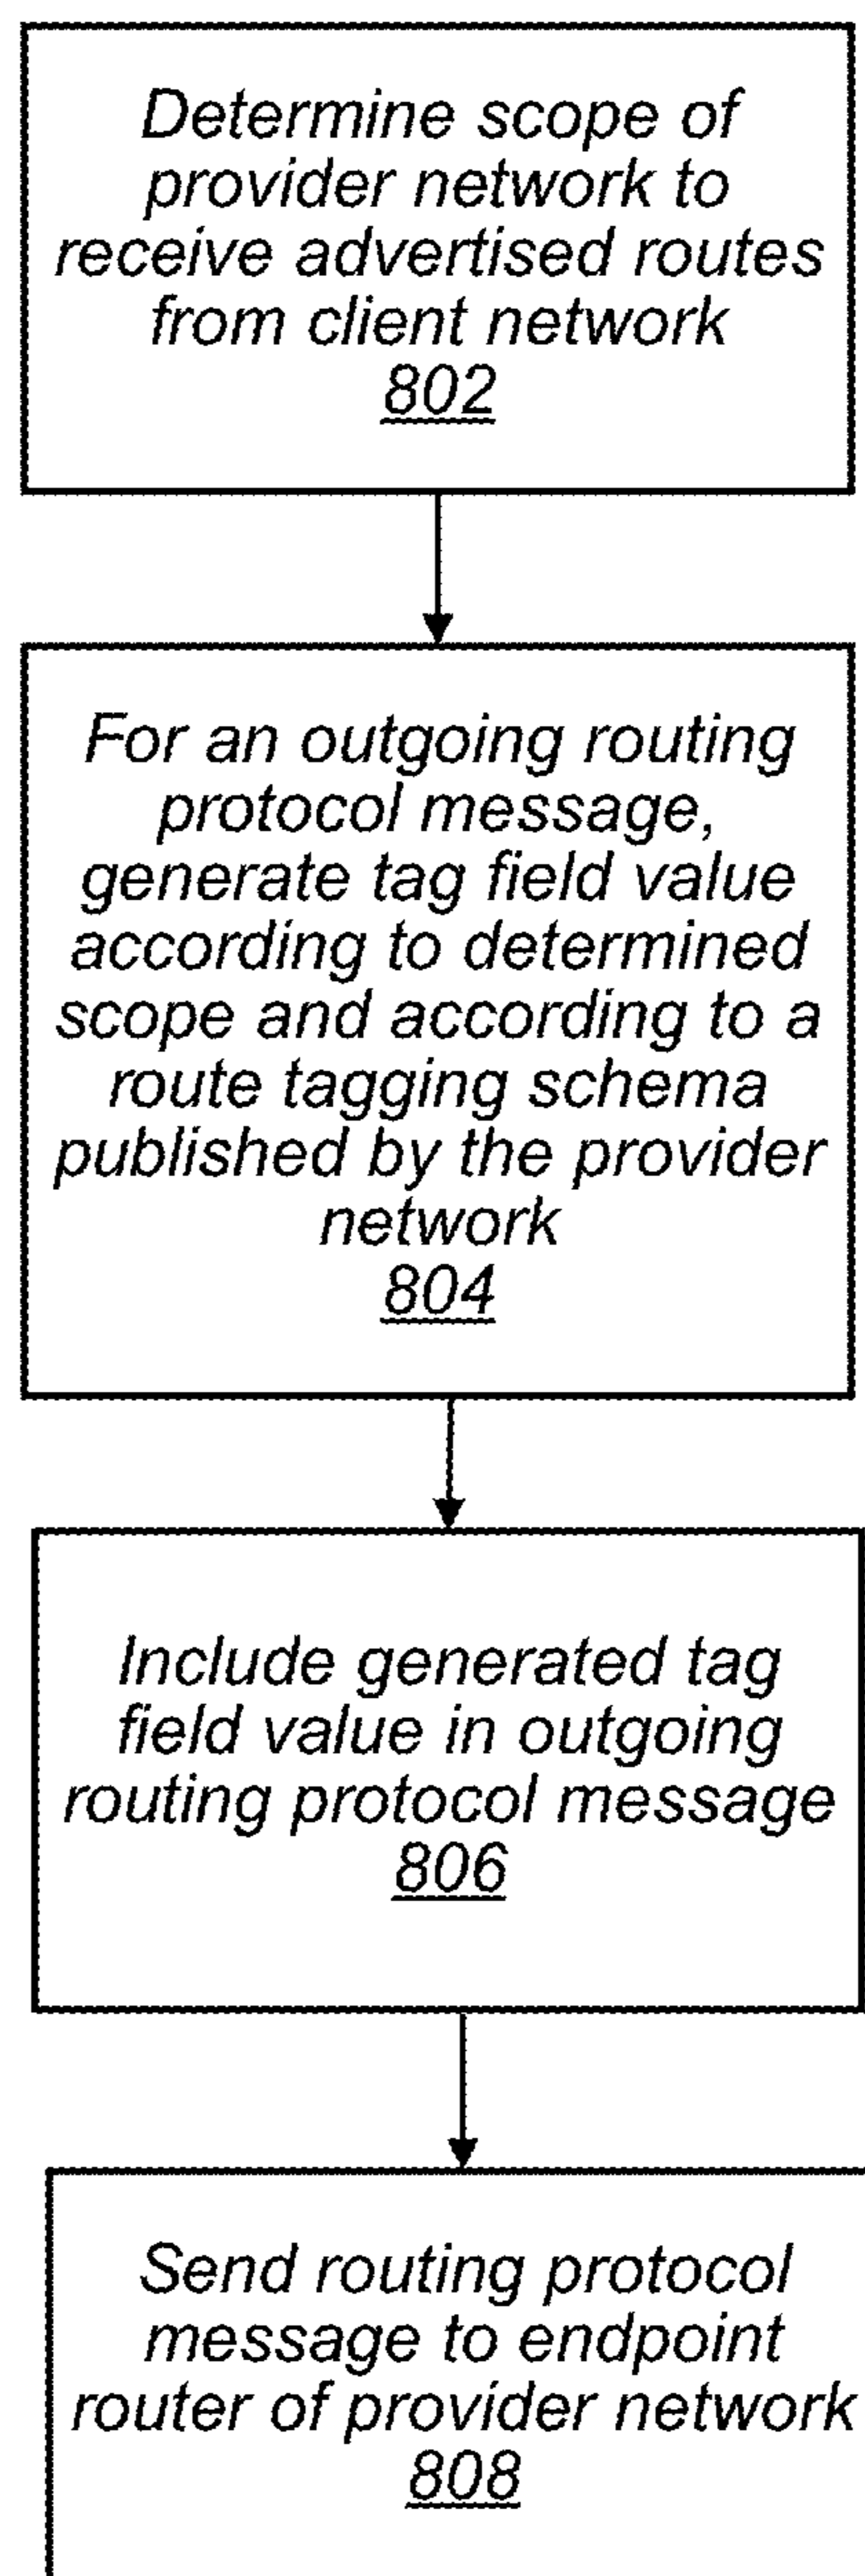 Determine scope of
provider network to
receive advertised routes
from client network
802
For an outgoing routing
protocol message,
generate tag field value
according to determined
scope and according to a
route tagging schema
published by the provider
network
804
Include generated tag
field value in outgoing
routing protocol message
806
Send routing protocol
message to endpoint
router of provider network
808